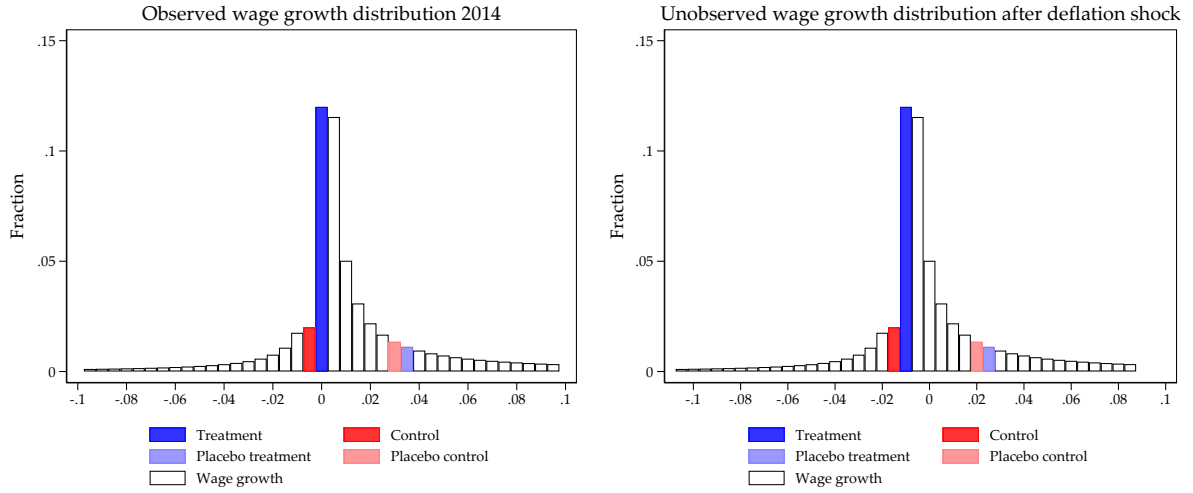 Observed wage growth distribution 2014
Fraction
.15
.1
.05
0
-.1 -.08 -.06 -.04 -.02 0 .02 .04 .06 .08 .1
Treatment Control
Placebo treatment Placebo control
Wage growth
Unobserved wage growth distribution after deflation shock
Fraction
.15
.1
.05
0
-.1 -.08 -.06 -.04 -.02 0 .02 .04 .06 .08 .1
Treatment Control
Placebo treatment Placebo control
Wage growth